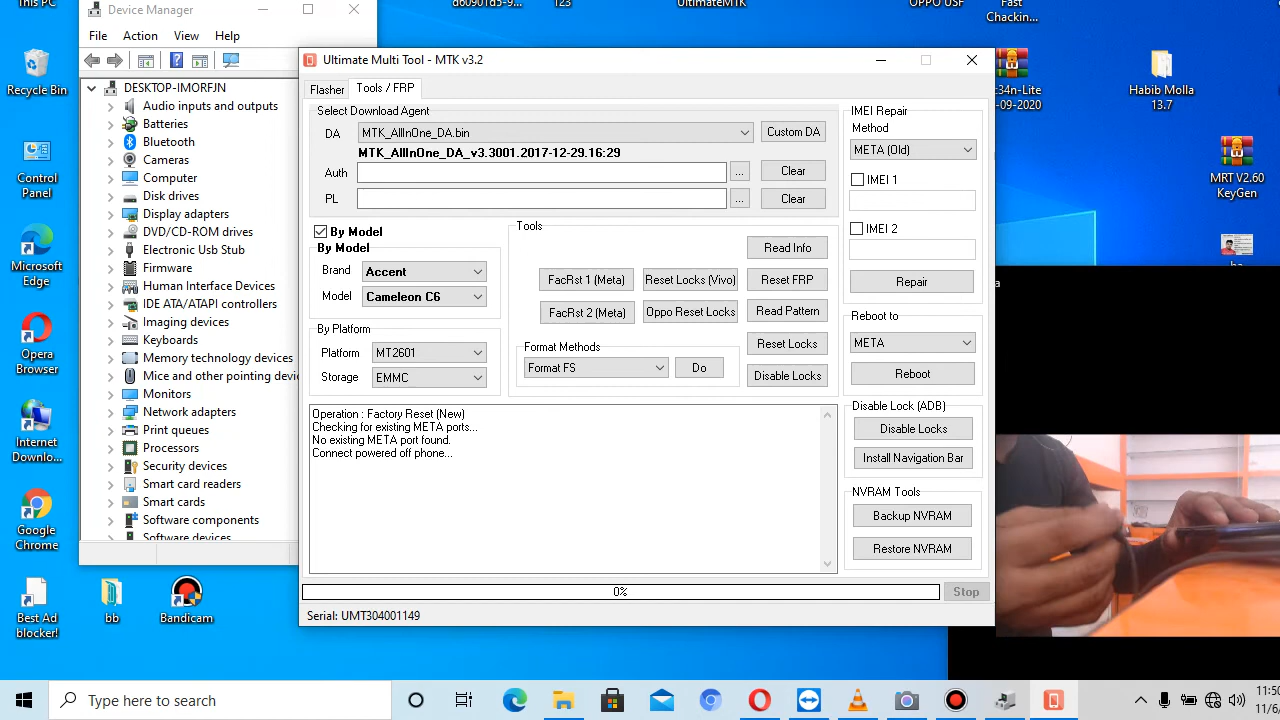 This PC
d60901d5-9...
123
UltimateMTK
OPPO USF
Fast
Chacking...
Device Manager
File Action View Help
DESKTOP-IMORFJN
Audio inputs and outputs
Batteries
Bluetooth
Cameras
Computer
Disk drives
Display adapters
DVD/CD-ROM drives
Electronic Usb Stub
Firmware
Human Interface Devices
IDE ATA/ATAPI controllers
Imaging devices
Keyboards
Memory technology devices
Mice and other pointing devi
Monitors
Network adapters
Print queues
Processors
Security devices
Smart card readers
Smart cards
Software components
Software devices
Recycle Bin
Control
Panel
Microsoft
Edge
Opera
Browser
Internet
Downlo...
Google
Chrome
Best Ad
blocker!
bb
Bandicam
Ultimate Multi Tool - MTK v3.2
Flasher
Tools / FRP
Select Download Agent
DA
MTK_AllInOne_DA.bin
Custom DA
MTK_AllInOne_DA_v3.3001.2017-12-29.16:29
Auth
...
Clear
PL
...
Clear
By Model
By Model
Brand
Accent
Model
Cameleon C6
By Platform
Platform
MT2601
Storage
EMMC
Tools
Read Info
FacRst 1 (Meta)
Reset Locks (Vivo)
Reset FRP
FacRst 2 (Meta)
Oppo Reset Locks
Read Pattern
Format Methods
Format FS
Do
Reset Locks
Disable Locks
Operation : Factory Reset (New)
Checking for existing META ports...
No existing META port found.
Connect powered off phone...
IMEI Repair
Method
META (Old)
IMEI 1
IMEI 2
Repair
Reboot to
META
Reboot
Disable Lock (ADB)
Disable Locks
Install Navigation Bar
NVRAM Tools
Backup NVRAM
Restore NVRAM
0%
Stop
Serial: UMT304001149
c34n-Lite
-09-2020
Habib Molla
13.7
MRT V2.60
KeyGen
a
Type here to search
11:50
11/6/